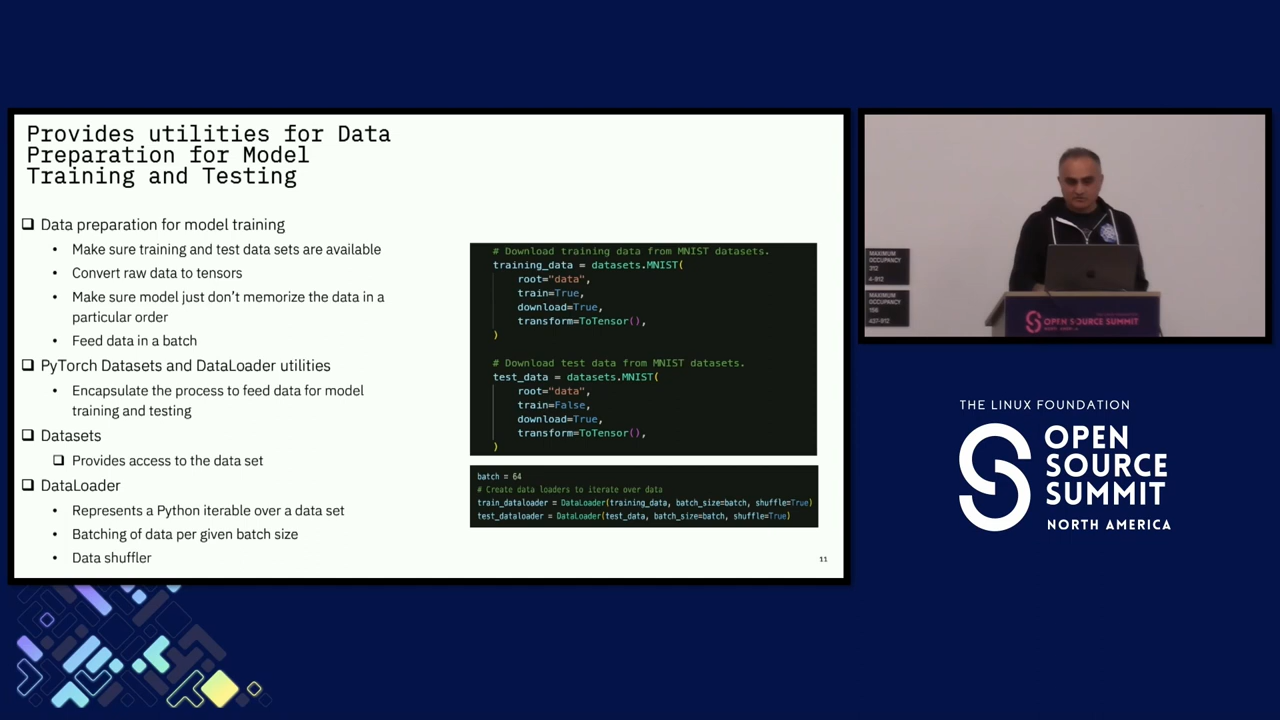 Provides utilities for Data
Preparation for Model
Training and Testing
Data preparation for model training
Make sure training and test data sets are available
Convert raw data to tensors
Make sure model just don't memorize the data in a
particular order
Feed data in a batch
PyTorch Datasets and DataLoader utilities
Encapsulate the process to feed data for model
training and testing
Datasets
Provides access to the data set
DataLoader
Represents a Python iterable over a data set
Batching of data per given batch size
Data shuffler
# Download training data from MNIST datasets.
training_data = datasets.MNIST(
root="data",
train=True,
download=True,
transform=ToTensor(),
)
# Download test data from MNIST datasets.
test_data = datasets.MNIST(
root="data",
train=False,
download=True,
transform=ToTensor(),
)
batch = 64
# Create data loaders to iterate over data
train_dataloader = DataLoader(training_data, batch_size=batch, shuffle=True)
test_dataloader = DataLoader(test_data, batch_size=batch, shuffle=True)
11
MAXIMUM
OCCUPANCY
312
MAXIMUM
OCCUPANCY
156
OPEN SOURCE SUMMIT
THE LINUX FOUNDATION
OPEN
SOURCE
SUMMIT
NORTH AMERICA